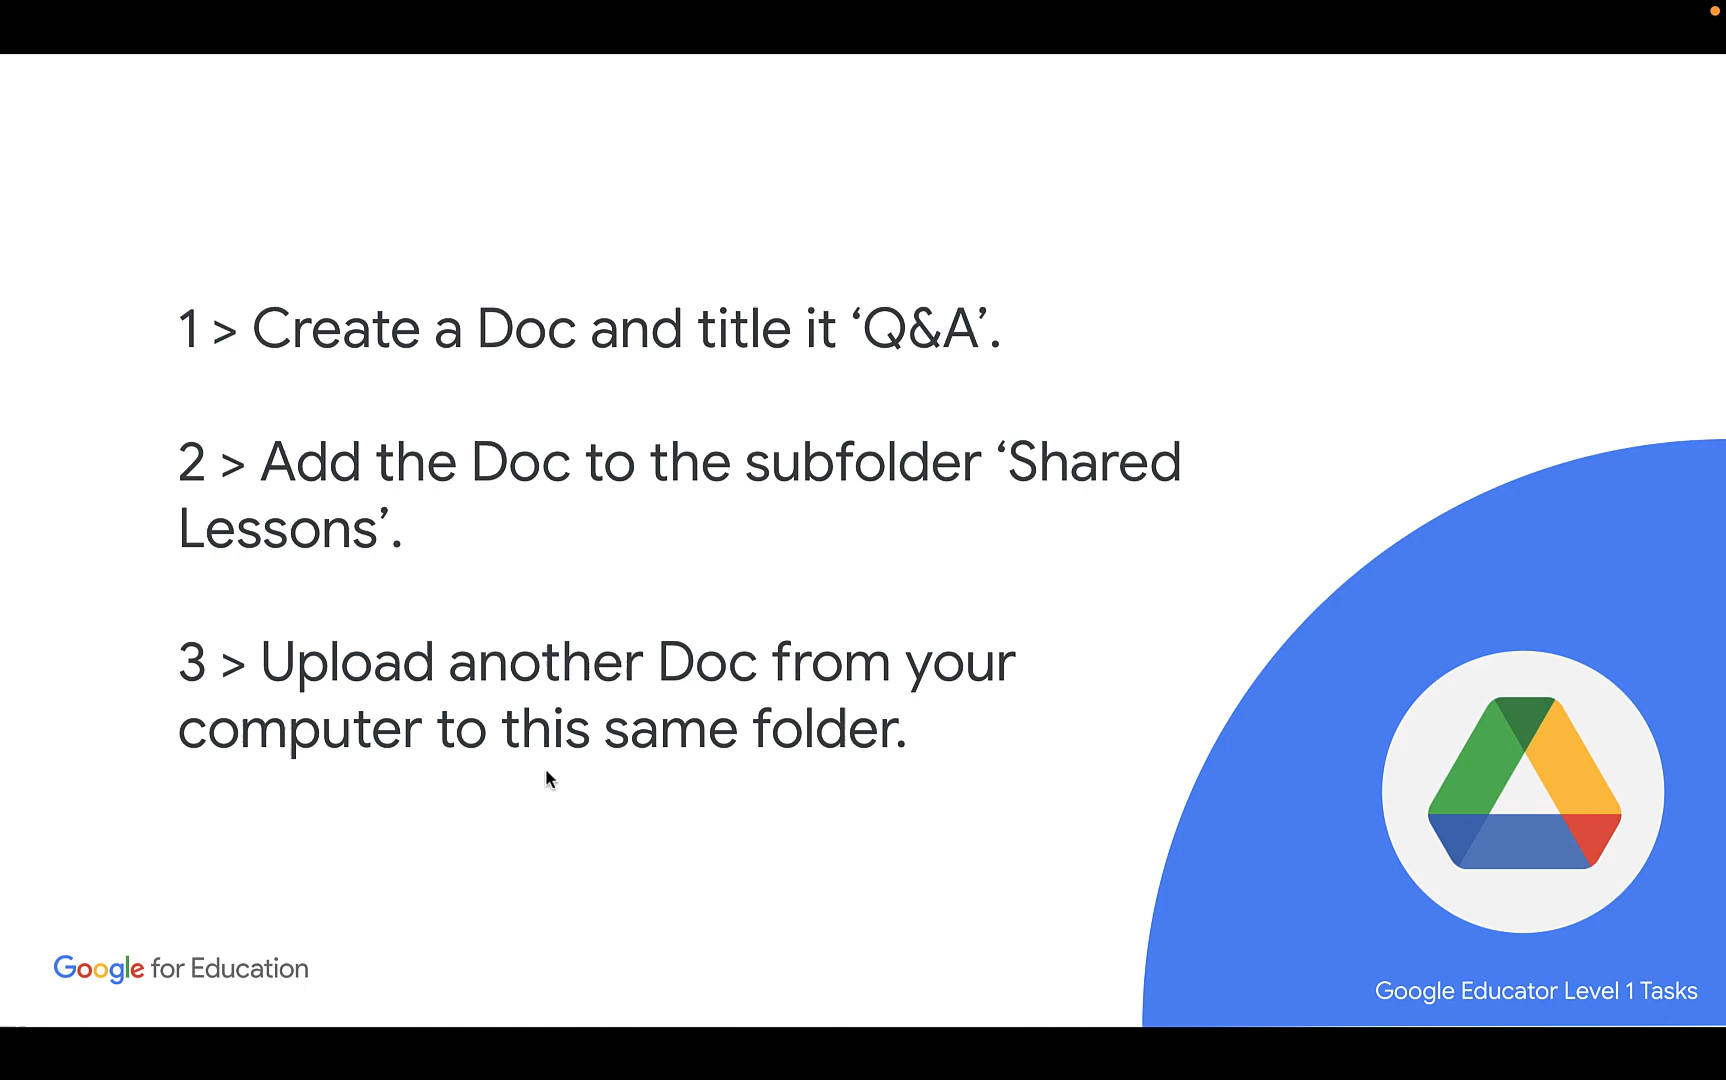 1 > Create a Doc and title it ‘Q&A’.
2 > Add the Doc to the subfolder ‘Shared
Lessons’.
3 > Upload another Doc from your
computer to this same folder.
Google for Education
Google Educator Level 1 Tasks